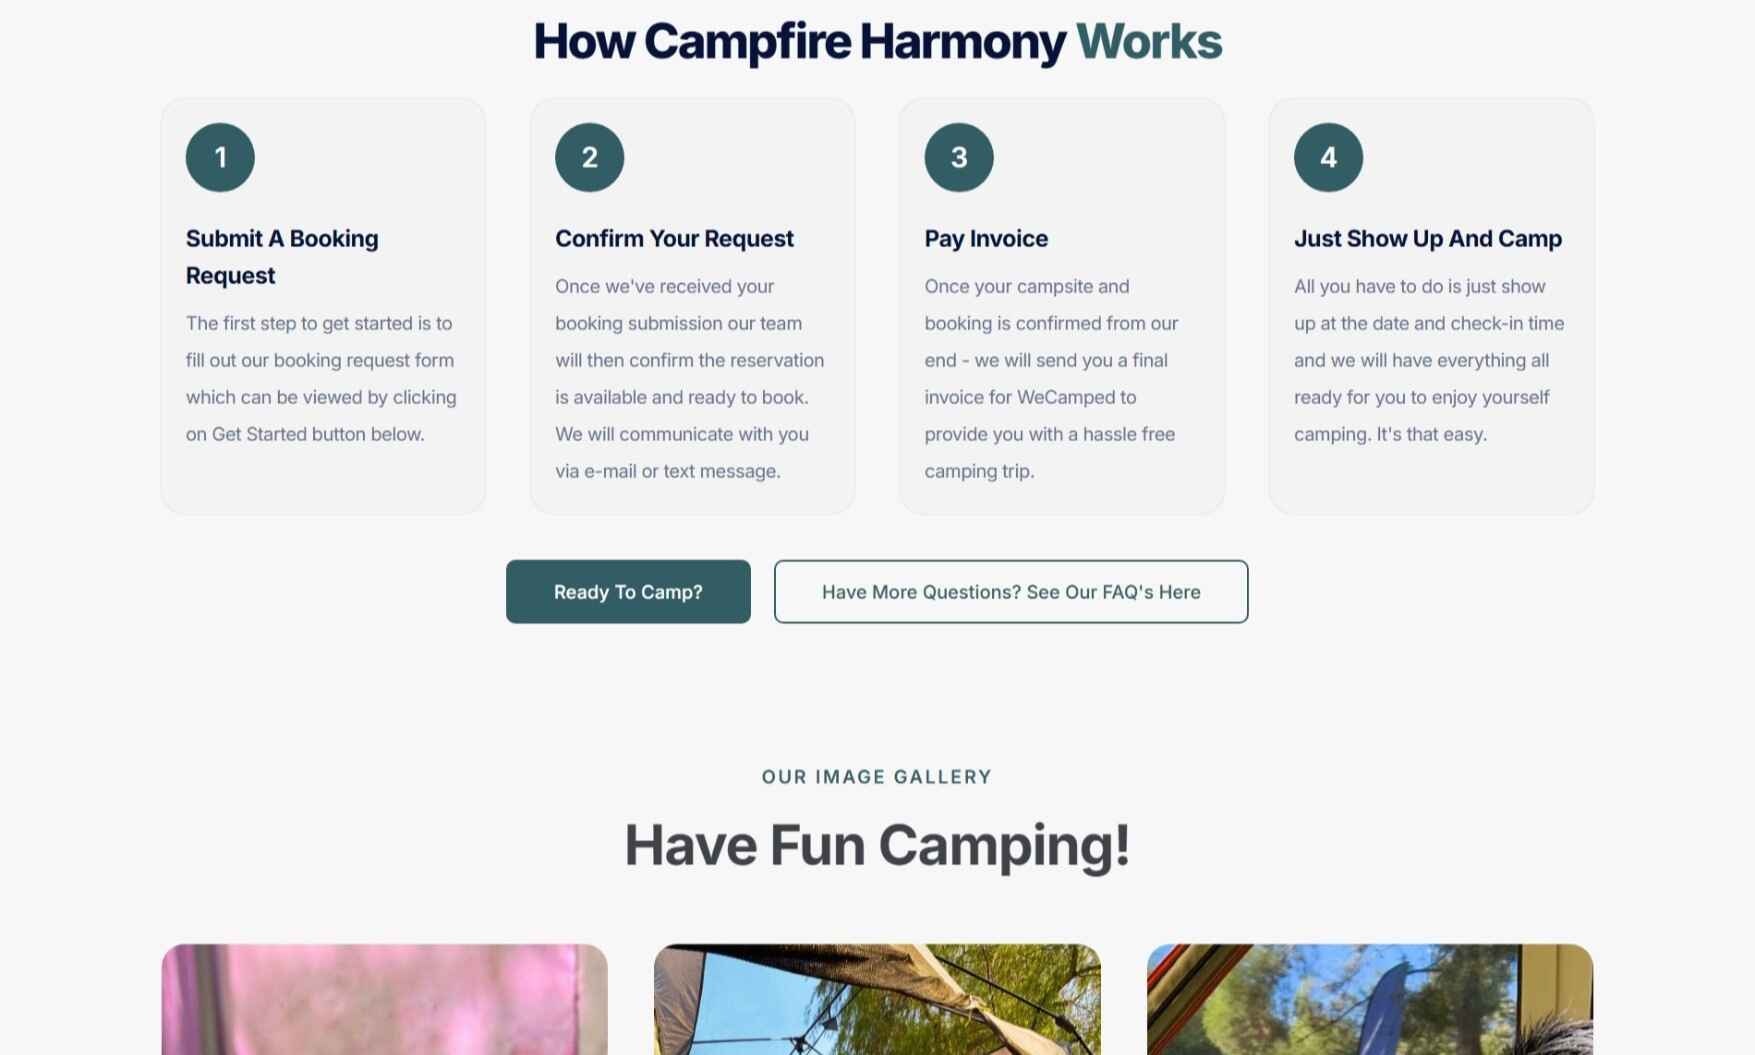 How Campfire Harmony Works
1
Submit A Booking
Request
The first step to get started is to
fill out our booking request form
which can be viewed by clicking
on Get Started button below.
2
Confirm Your Request
Once we've received your
booking submission our team
will then confirm the reservation
is available and ready to book.
We will communicate with you
via e-mail or text message.
3
Pay Invoice
Once your campsite and
booking is confirmed from our
end - we will send you a final
invoice for WeCamped to
provide you with a hassle free
camping trip.
4
Just Show Up And Camp
All you have to do is just show
up at the date and check-in time
and we will have everything all
ready for you to enjoy yourself
camping. It's that easy.
Ready To Camp?
Have More Questions? See Our FAQ's Here
OUR IMAGE GALLERY
Have Fun Camping!